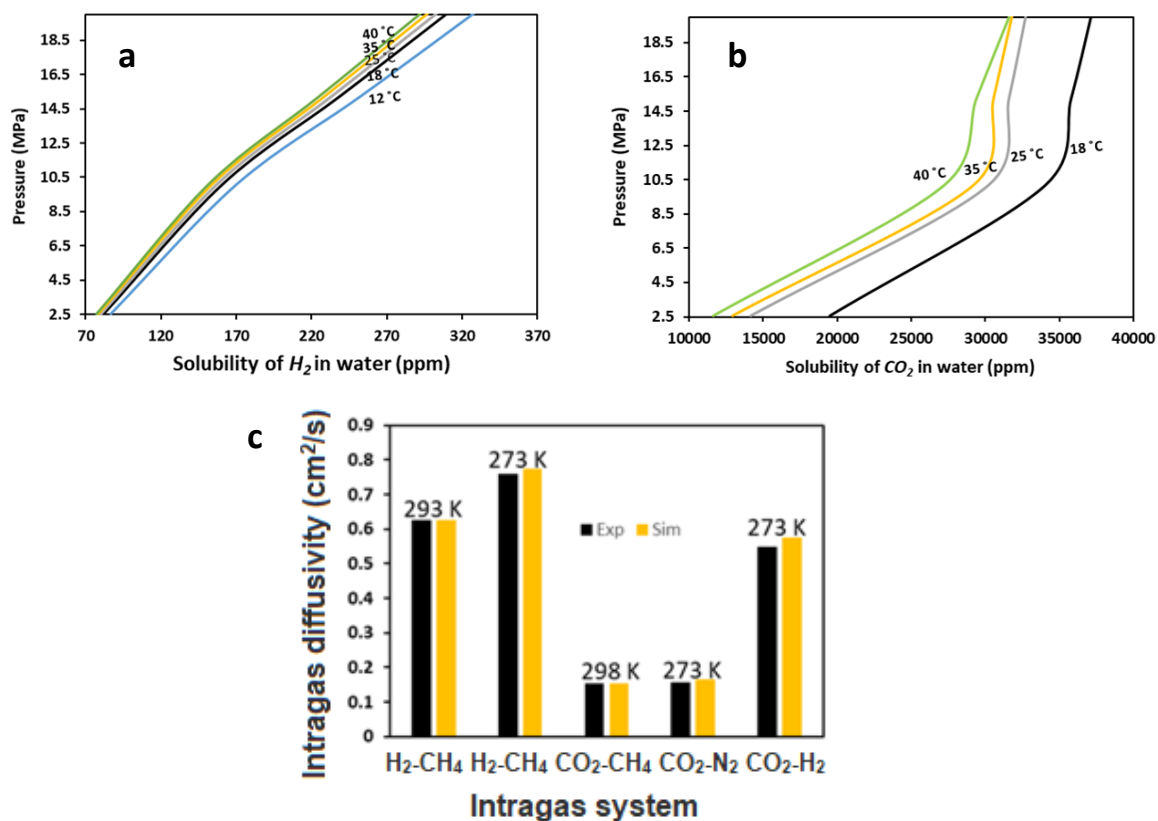 a
Pressure (MPa)
18.5
16.5
14.5
12.5
10.5
8.5
6.5
4.5
2.5
40 °C
35 °C
25 °C
18 °C
12 °C
70 120 170 220 270 320 370
Solubility of H₂ in water (ppm)
b
Pressure (MPa)
18.5
16.5
14.5
12.5
10.5
8.5
6.5
4.5
2.5
40 °C 35 °C 25 °C 18 °C
10000 15000 20000 25000 30000 35000 40000
Solubility of CO₂ in water (ppm)
c
Intragas diffusivity (cm²/s)
0.9
0.8
0.7
0.6
0.5
0.4
0.3
0.2
0.1
0
293 K
273 K
298 K
273 K
273 K
Exp Sim
H₂-CH₄ H₂-CH₄ CO₂-CH₄ CO₂-N₂ CO₂-H₂
Intragas system